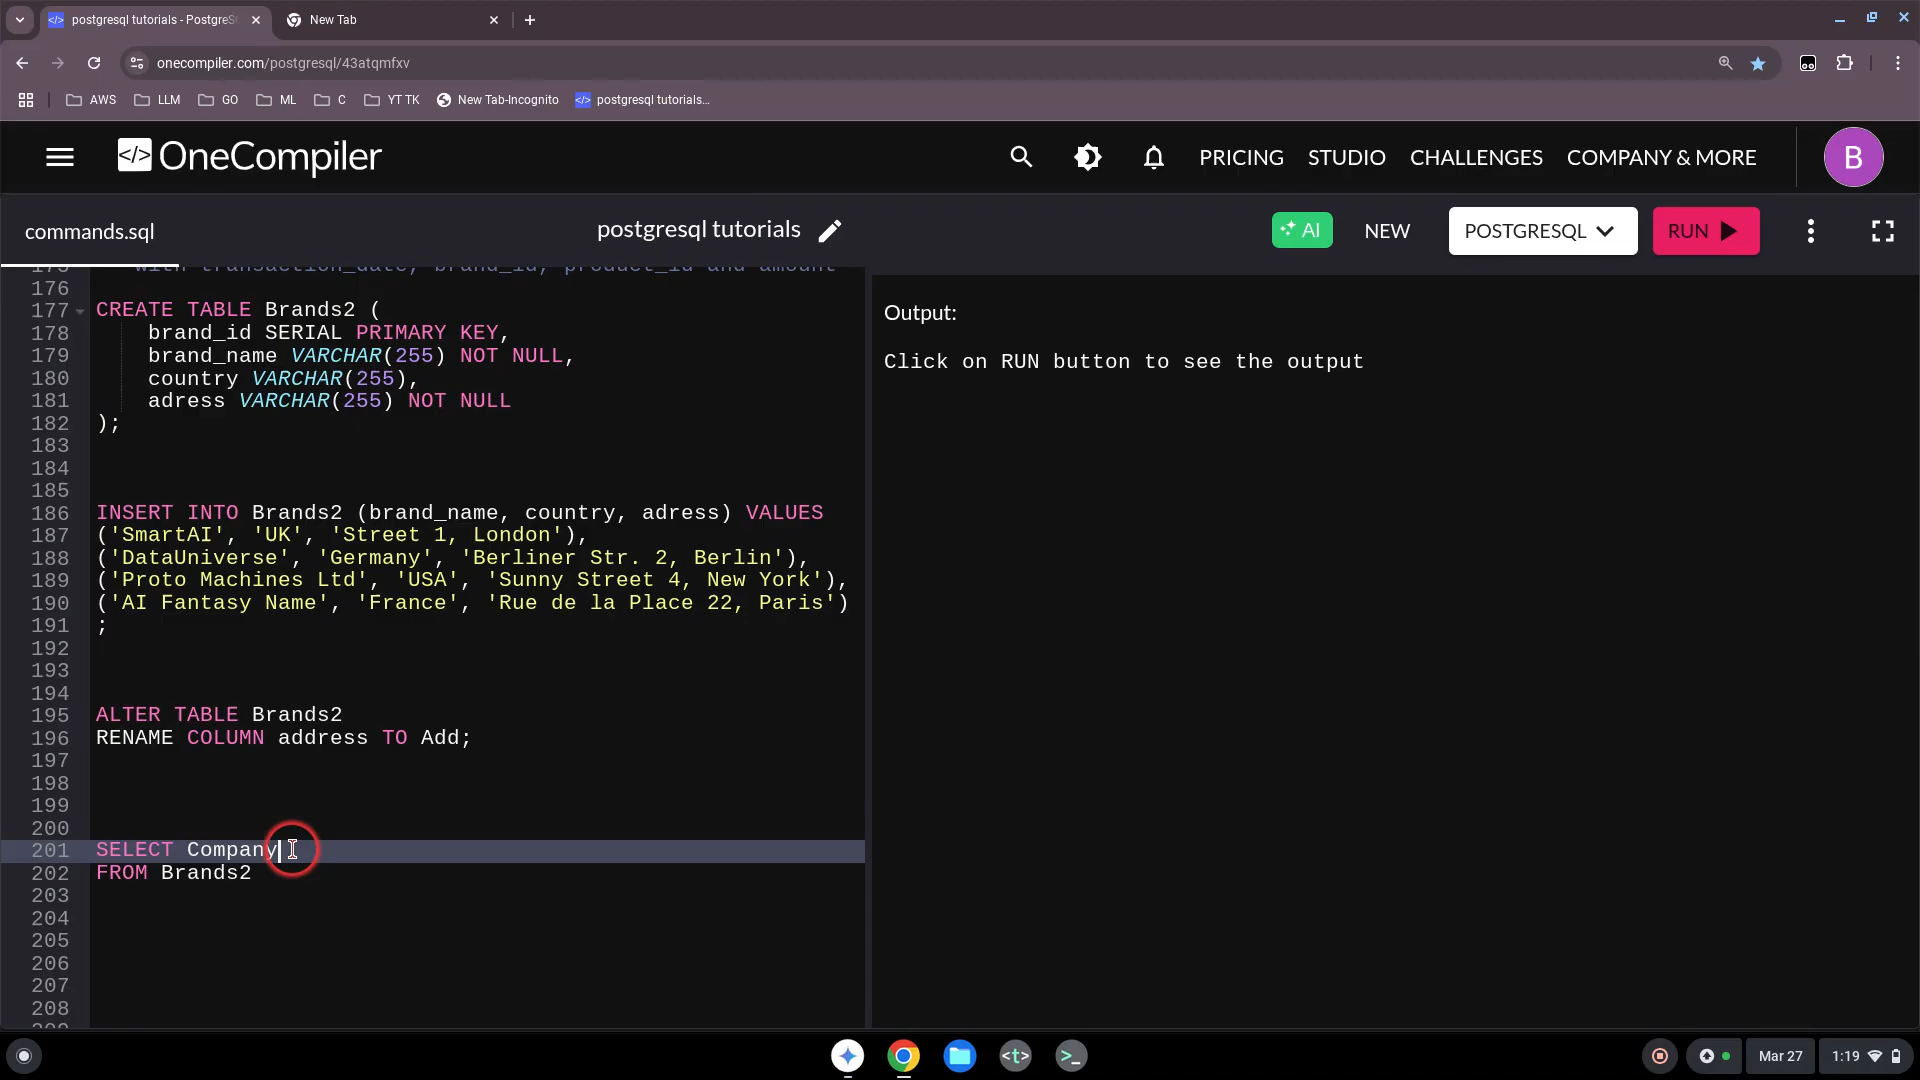 postgresql tutorials - PostgreS
New Tab
onecompiler.com/postgresql/43atqmfxv
AWS
LLM
GO
ML
C
YT TK
New Tab-Incognito
postgresql tutorials...
</> OneCompiler
PRICING
STUDIO
CHALLENGES
COMPANY & MORE
B
commands.sql
postgresql tutorials
AI
NEW
POSTGRESQL
RUN
175 with transaction_date, brand_id, product_id and amount
176
177 CREATE TABLE Brands2 (
178 brand_id SERIAL PRIMARY KEY,
179 brand_name VARCHAR(255) NOT NULL,
180 country VARCHAR(255),
181 adress VARCHAR(255) NOT NULL
182 );
183
184
185
186 INSERT INTO Brands2 (brand_name, country, adress) VALUES
187 ('SmartAI', 'UK', 'Street 1, London'),
188 ('DataUniverse', 'Germany', 'Berliner Str. 2, Berlin'),
189 ('Proto Machines Ltd', 'USA', 'Sunny Street 4, New York'),
190 ('AI Fantasy Name', 'France', 'Rue de la Place 22, Paris')
191 ;
192
193
194
195 ALTER TABLE Brands2
196 RENAME COLUMN address TO Add;
197
198
199
200
201 SELECT Company
202 FROM Brands2
203
204
205
206
207
208
Output:
Click on RUN button to see the output
<t>
>_
Mar 27
1:19